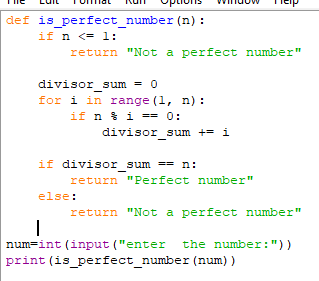 File Edit Format Run Options Window Help
def is_perfect_number(n):
    if n <= 1:
        return "Not a perfect number"

    divisor_sum = 0
    for i in range(1, n):
        if n % i == 0:
            divisor_sum += i

    if divisor_sum == n:
        return "Perfect number"
    else:
        return "Not a perfect number"

num=int(input("enter  the number:"))
print(is_perfect_number(num))